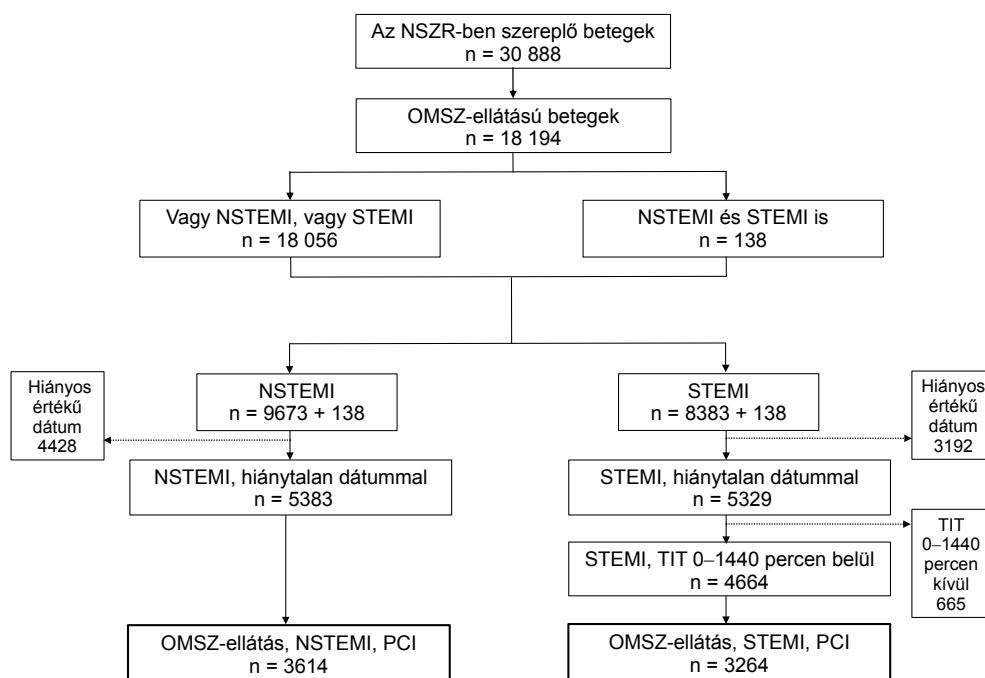 Az NSZR-ben szereplő betegek
n = 30 888
OMSZ-ellátású betegek
n = 18 194
Vagy NSTEMI, vagy STEMI
n = 18 056
NSTEMI és STEMI is
n = 138
NSTEMI
n = 9673 + 138
STEMI
n = 8383 + 138
Hiányos
értékű
dátum
4428
Hiányos
értékű
dátum
3192
NSTEMI, hiánytalan dátummal
n = 5383
STEMI, hiánytalan dátummal
n = 5329
TIT
0–1440
percen
kívül
665
STEMI, TIT 0–1440 percen belül
n = 4664
OMSZ-ellátás, NSTEMI, PCI
n = 3614
OMSZ-ellátás, STEMI, PCI
n = 3264